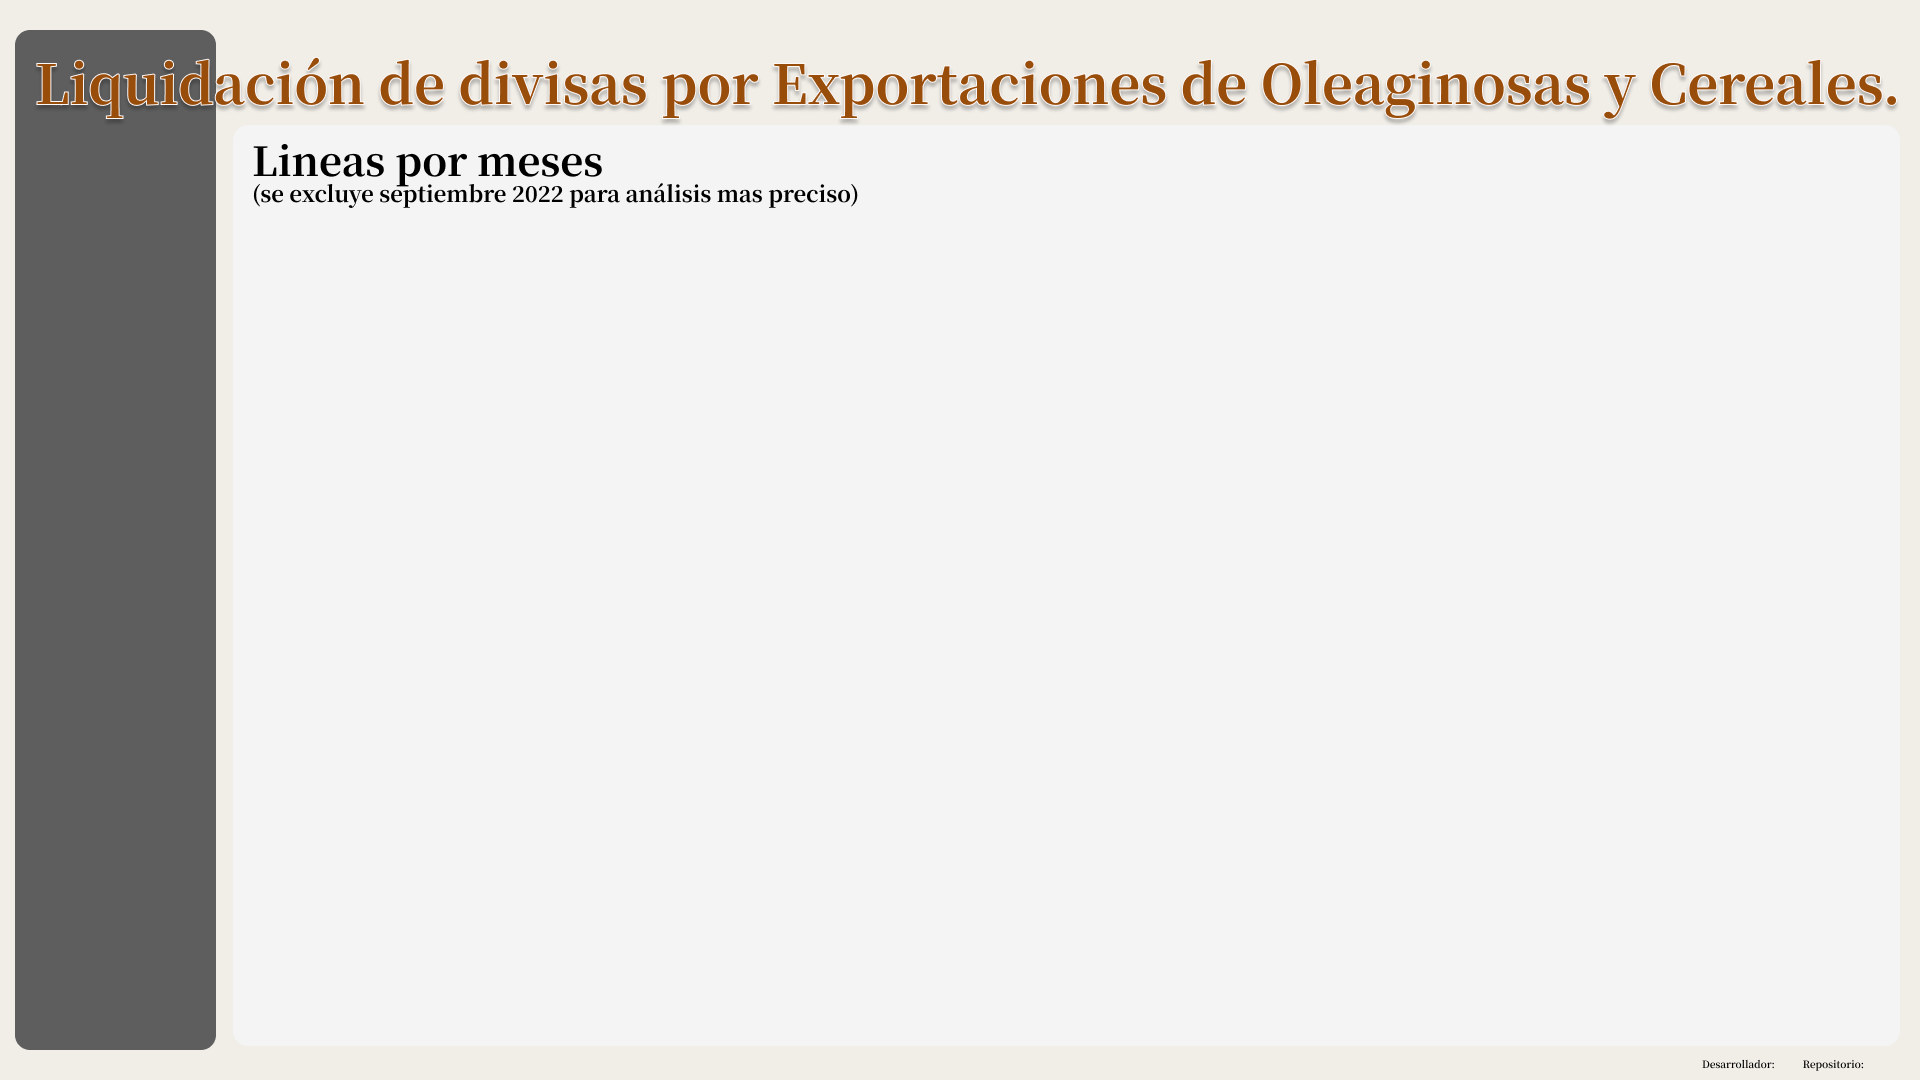 Liquidación de divisas por Exportaciones de Oleaginosas y Cereales.
Lineas por meses
(se excluye septiembre 2022 para análisis mas preciso)
Desarrollador: Repositorio: